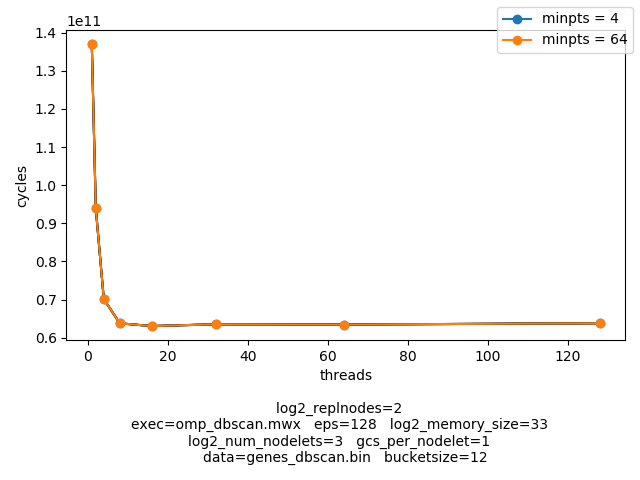 1e11
minpts = 4
minpts = 64
1.4
1.3
1.2
1.1
1.0
0.9
0.8
0.7
0.6
cycles
0 20 40 60 80 100 120
threads
log2_replnodes=2
exec=omp_dbscan.mwx eps=128 log2_memory_size=33
log2_num_nodelets=3 gcs_per_nodelet=1
data=genes_dbscan.bin bucketsize=12